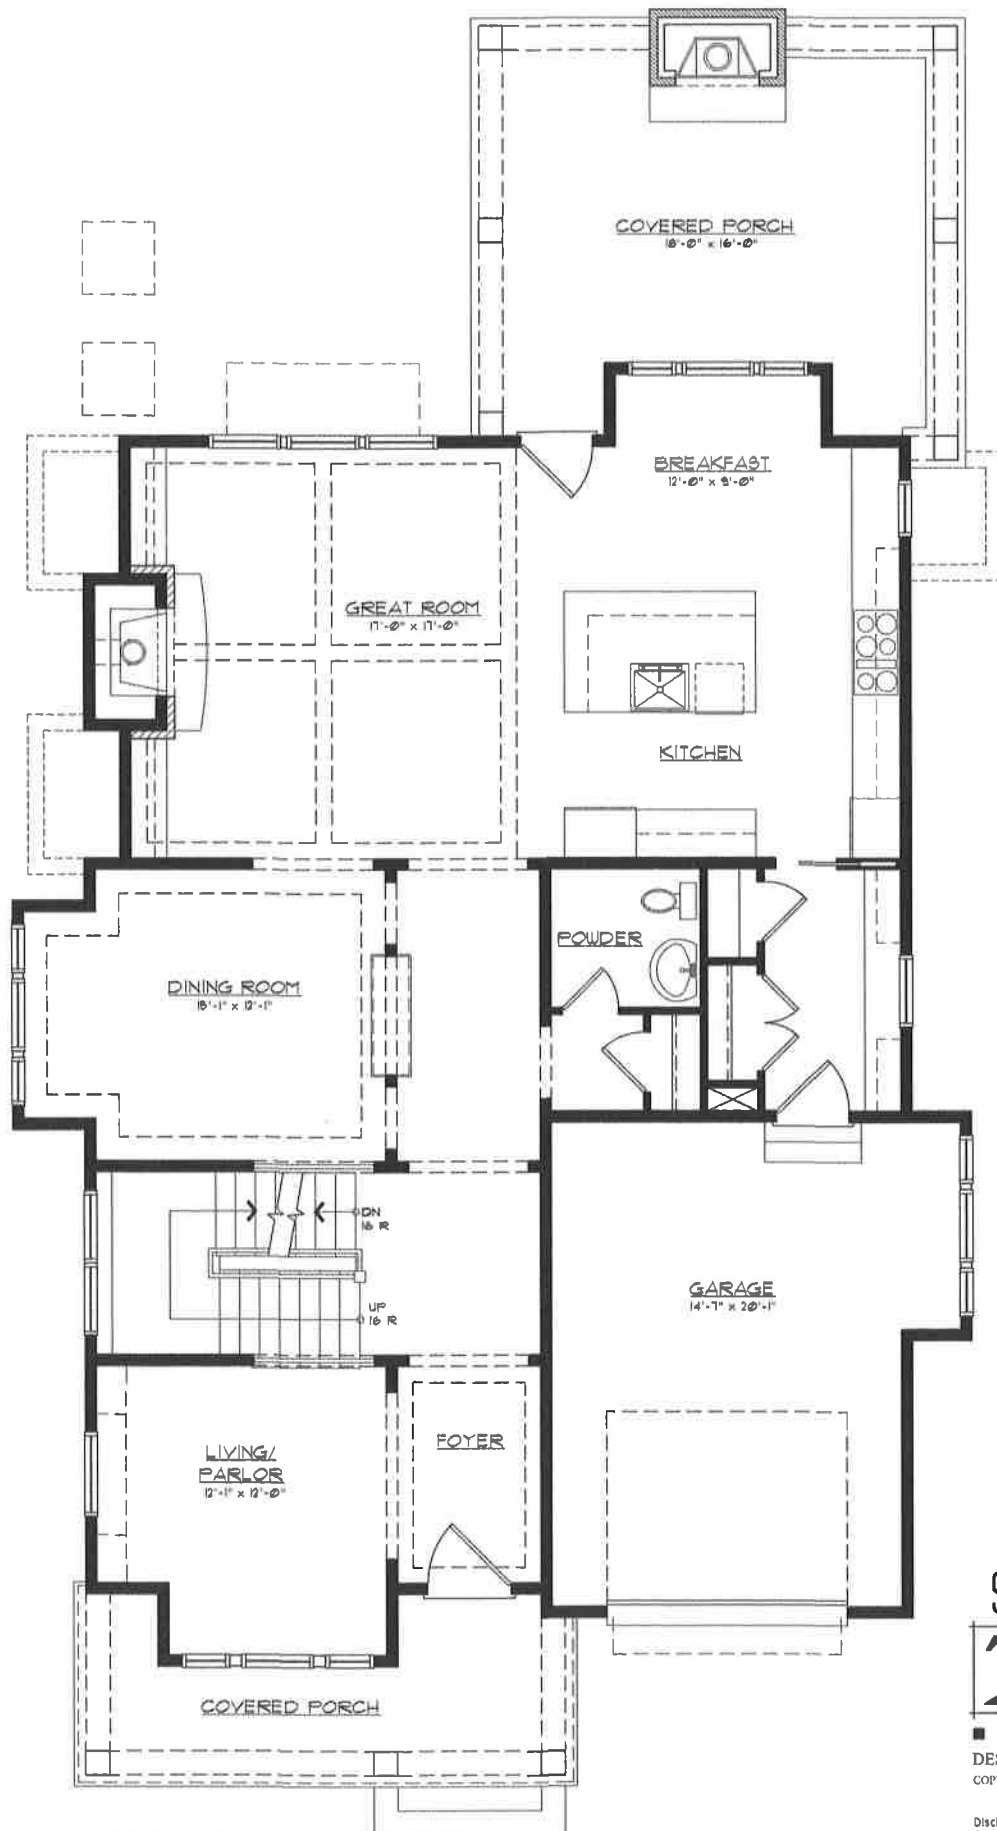 COVERED PORCH
18'-0" x 16'-0"
BREAKFAST
12'-0" x 9'-0"
GREAT ROOM
17'-0" x 17'-0"
KITCHEN
POWDER
DINING ROOM
15'-1" x 12'-1"
DN
16 R
UP
16 R
GARAGE
14'-7" x 20'-1"
FOYER
LIVING/
PARLOR
12'-1" x 12'-0"
COVERED PORCH